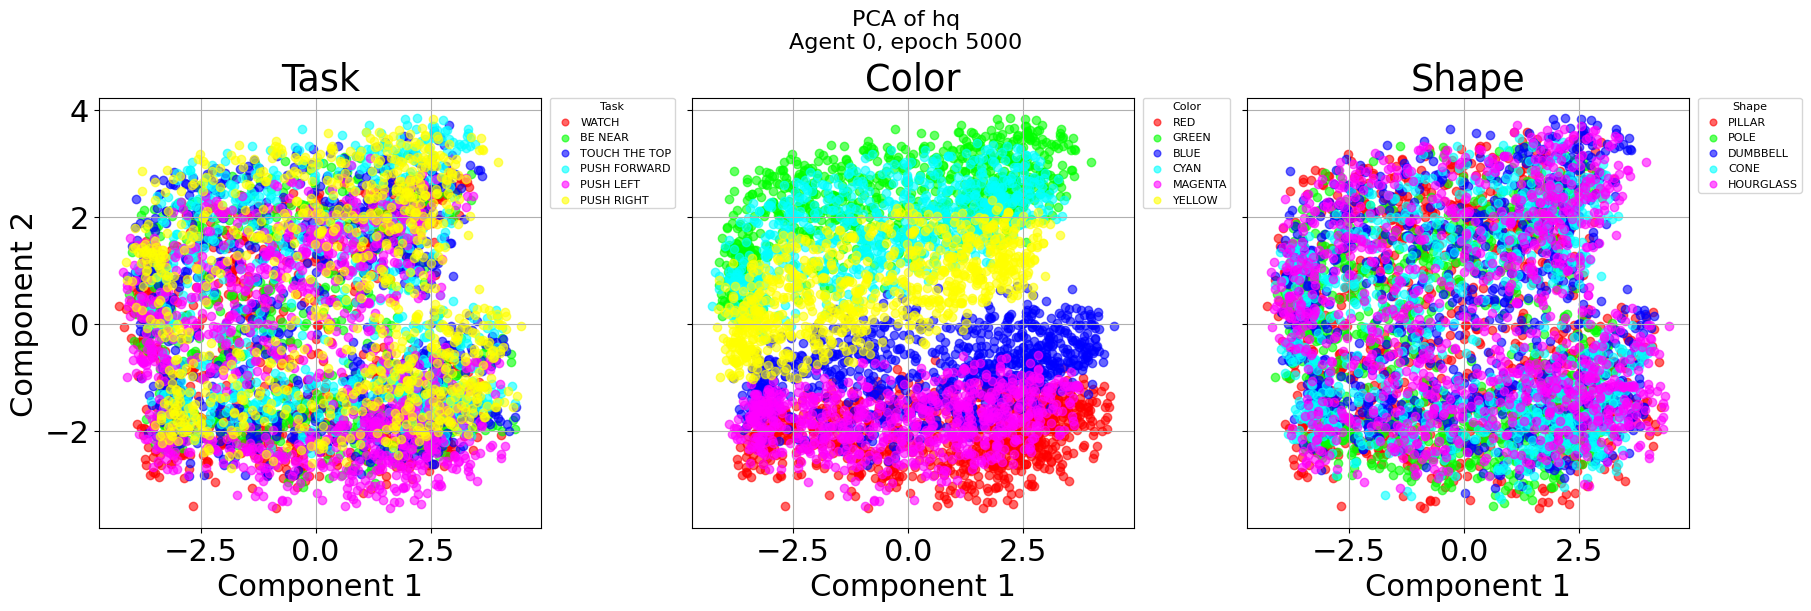 PCA of hq
Agent 0, epoch 5000
Task
Color
Shape
Task
WATCH
BE NEAR
TOUCH THE TOP
PUSH FORWARD
PUSH LEFT
PUSH RIGHT
Color
RED
GREEN
BLUE
CYAN
MAGENTA
YELLOW
Shape
PILLAR
POLE
DUMBBELL
CONE
HOURGLASS
Component 2
4
2
0
−2
−2.5 0.0 2.5
−2.5 0.0 2.5
−2.5 0.0 2.5
Component 1
Component 1
Component 1